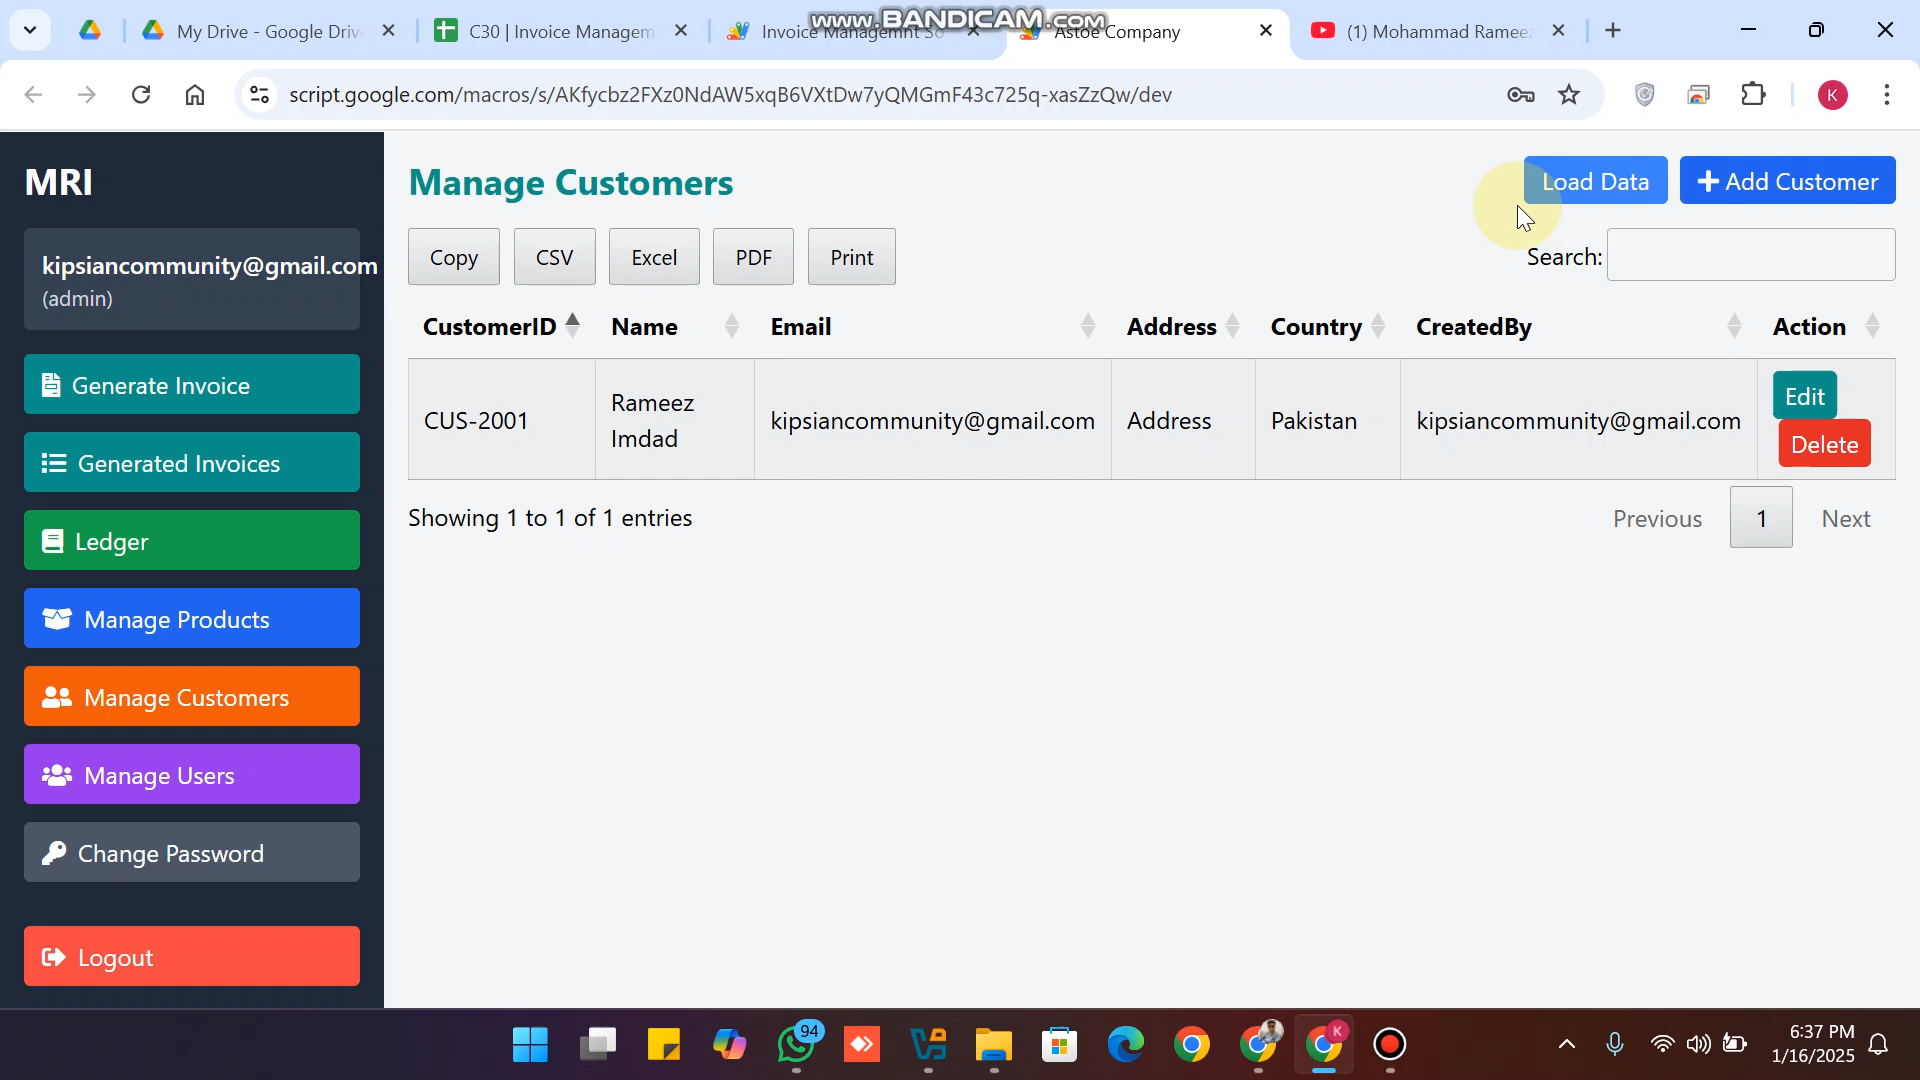 My Drive - Google Driv
C30 | Invoice Managem
Invoice Managemnt So
Astoe Company
(1) Mohammad Rameez
www.BANDICAM.com
script.google.com/macros/s/AKfycbz2FXz0NdAW5xqB6VXtDw7yQMGmF43c725q-xasZzQw/dev
K
MRI
kipsiancommunity@gmail.com
(admin)
Generate Invoice
Generated Invoices
Ledger
Manage Products
Manage Customers
Manage Users
Change Password
Logout
Manage Customers
Load Data
Add Customer
Copy
CSV
Excel
PDF
Print
Search:
CustomerID Name Email Address Country CreatedBy Action
CUS-2001 Rameez Imdad kipsiancommunity@gmail.com Address Pakistan kipsiancommunity@gmail.com Edit Delete
Showing 1 to 1 of 1 entries
Previous 1 Next
94
K
6:37 PM
1/16/2025